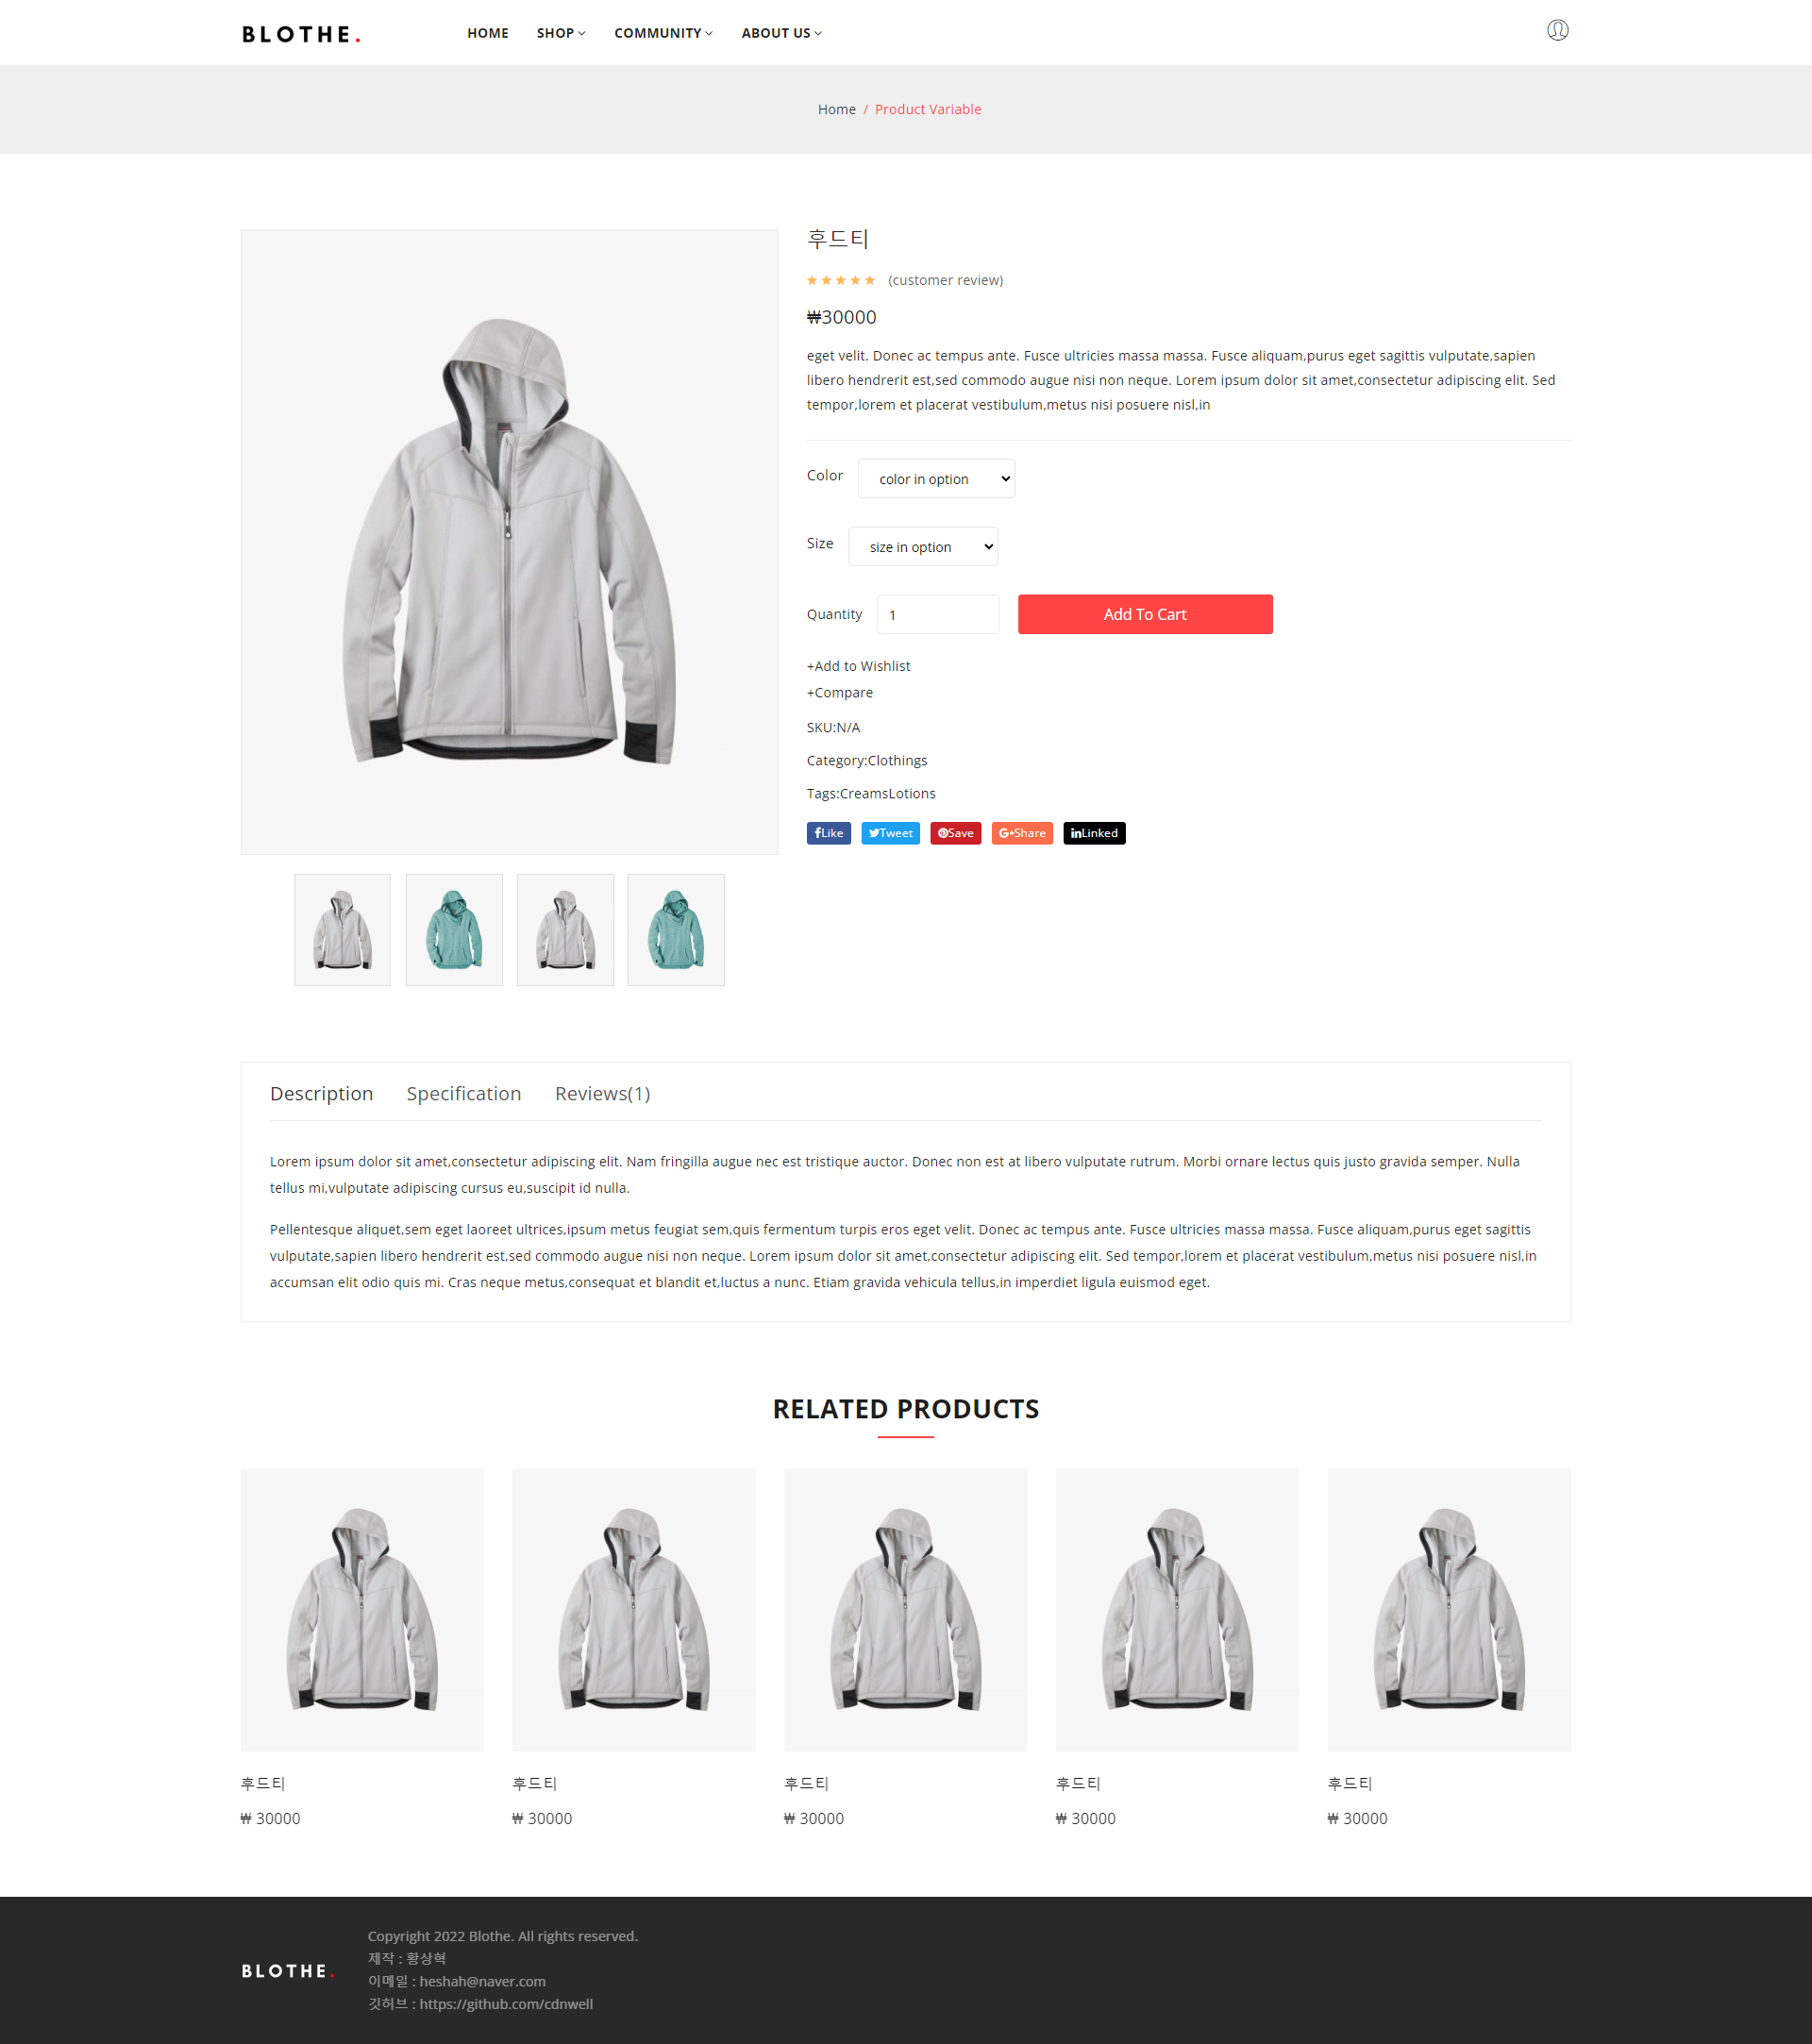 BLOTHE.
HOME SHOP COMMUNITY ABOUT US
Home / Product Variable
후드티
(customer review)
₩30000
eget velit. Donec ac tempus ante. Fusce ultricies massa massa. Fusce aliquam,purus eget sagittis vulputate,sapien
libero hendrerit est,sed commodo augue nisi non neque. Lorem ipsum dolor sit amet,consectetur adipiscing elit. Sed
tempor,lorem et placerat vestibulum,metus nisi posuere nisl,in
Color color in option
Size size in option
Quantity 1 Add To Cart
+Add to Wishlist
+Compare
SKU:N/A
Category:Clothings
Tags:CreamsLotions
Like Tweet Save Share Linked
Description Specification Reviews(1)
Lorem ipsum dolor sit amet,consectetur adipiscing elit. Nam fringilla augue nec est tristique auctor. Donec non est at libero vulputate rutrum. Morbi ornare lectus quis justo gravida semper. Nulla
tellus mi,vulputate adipiscing cursus eu,suscipit id nulla.
Pellentesque aliquet,sem eget laoreet ultrices,ipsum metus feugiat sem,quis fermentum turpis eros eget velit. Donec ac tempus ante. Fusce ultricies massa massa. Fusce aliquam,purus eget sagittis
vulputate,sapien libero hendrerit est,sed commodo augue nisi non neque. Lorem ipsum dolor sit amet,consectetur adipiscing elit. Sed tempor,lorem et placerat vestibulum,metus nisi posuere nisl,in
accumsan elit odio quis mi. Cras neque metus,consequat et blandit et,luctus a nunc. Etiam gravida vehicula tellus,in imperdiet ligula euismod eget.
RELATED PRODUCTS
후드티 후드티 후드티 후드티 후드티
₩ 30000 ₩ 30000 ₩ 30000 ₩ 30000 ₩ 30000
BLOTHE.
Copyright 2022 Blothe. All rights reserved.
제작 : 황상혁
이메일 : heshah@naver.com
깃허브 : https://github.com/cdnwell